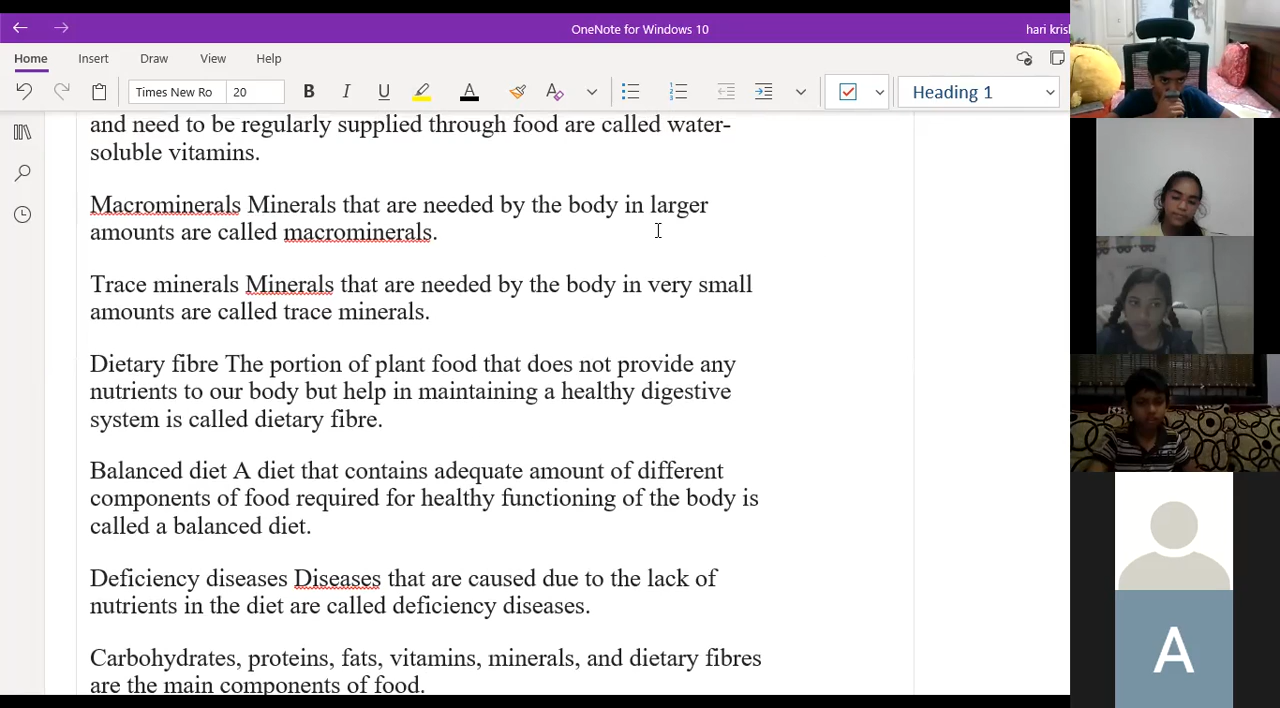 OneNote for Windows 10
hari krish
Home Insert Draw View Help
Times New Ro 20 B I U A A Heading 1
and need to be regularly supplied through food are called water-
soluble vitamins.
Macrominerals Minerals that are needed by the body in larger
amounts are called macrominerals.
Trace minerals Minerals that are needed by the body in very small
amounts are called trace minerals.
Dietary fibre The portion of plant food that does not provide any
nutrients to our body but help in maintaining a healthy digestive
system is called dietary fibre.
Balanced diet A diet that contains adequate amount of different
components of food required for healthy functioning of the body is
called a balanced diet.
Deficiency diseases Diseases that are caused due to the lack of
nutrients in the diet are called deficiency diseases.
Carbohydrates, proteins, fats, vitamins, minerals, and dietary fibres
are the main components of food.
A